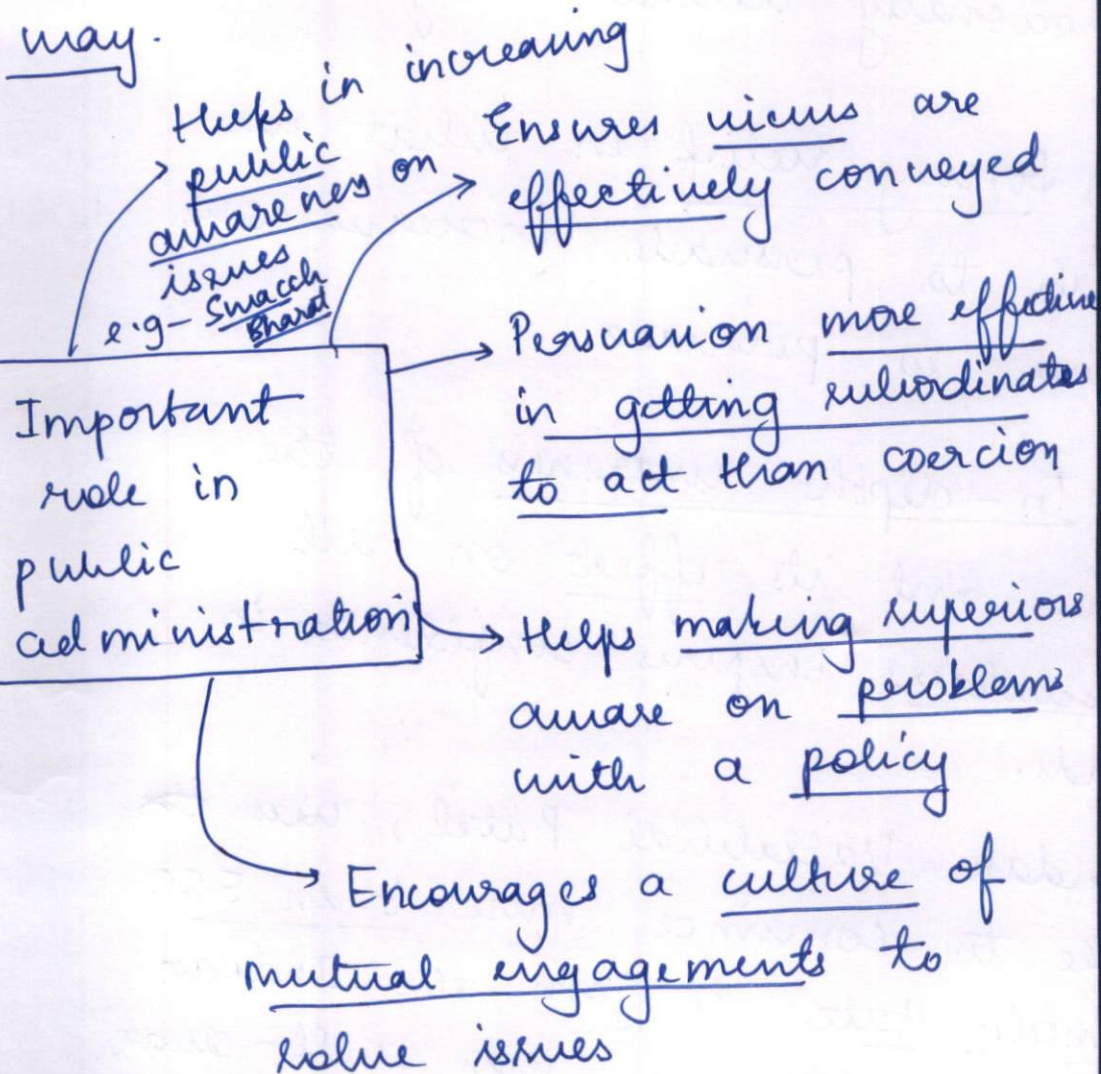 may.
Helps in increasing
public
awareness on
issues
e.g- Swacch
Bharat
Ensures views are
effectively conveyed
Persuasion more effective
in getting subordinates
to act than coercion
Important
role in
public
administration
Helps making superiors
aware on problems
with a policy
Encourages a culture of
mutual engagements to
solve issues